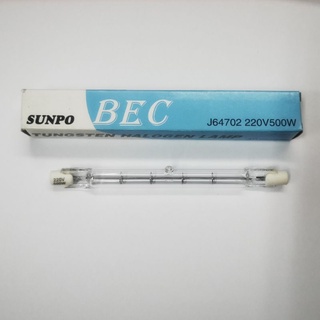 SUNPO BEC J64702 220V500W
TUNGSTEN HALOGEN LAMP